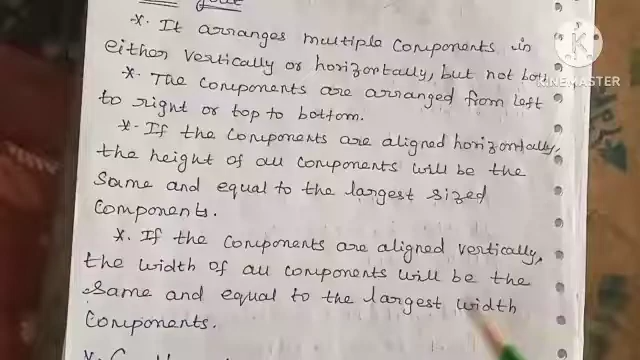 *. It arranges multiple components in
either vertically or horizontally, but not both
*. The components are arranged from left
to right or top to bottom.
*. If the components are aligned horizontally,
the height of all components will be the
same and equal to the largest sized
components.
*. If the components are aligned vertically,
the width of all components will be the
same and equal to the largest width
components.
KINEMASTER